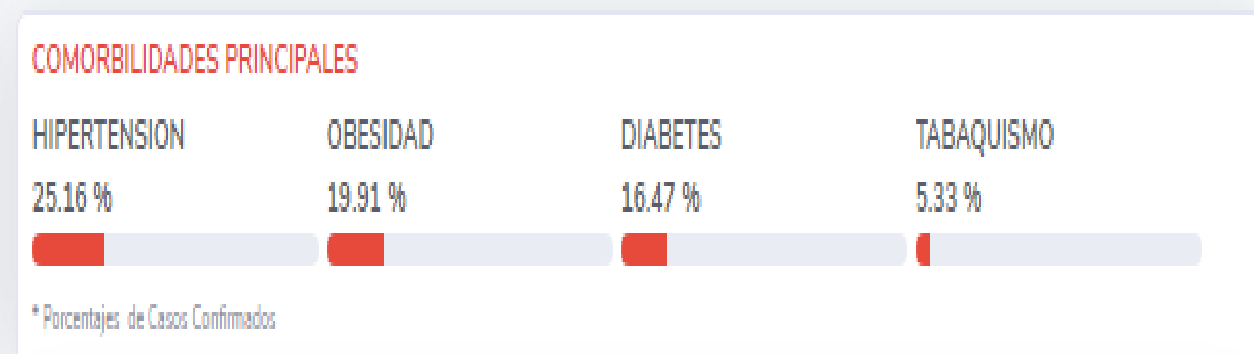 COMORBILIDADES PRINCIPALES
HIPERTENSION OBESIDAD DIABETES TABAQUISMO
25.16 % 19.91 % 16.47 % 5.33 %
* Porcentajes de Casos Confirmados